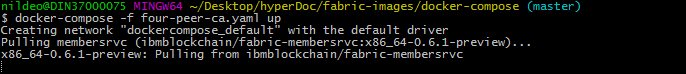 nildeo@DIN37000075 MINGW64 ~/Desktop/hyperDoc/fabric-images/docker-compose (master)
$ docker-compose -f four-peer-ca.yaml up
Creating network "dockercompose_default" with the default driver
Pulling membersrvc (ibmblockchain/fabric-membersrvc:x86_64-0.6.1-preview)...
x86_64-0.6.1-preview: Pulling from ibmblockchain/fabric-membersrvc